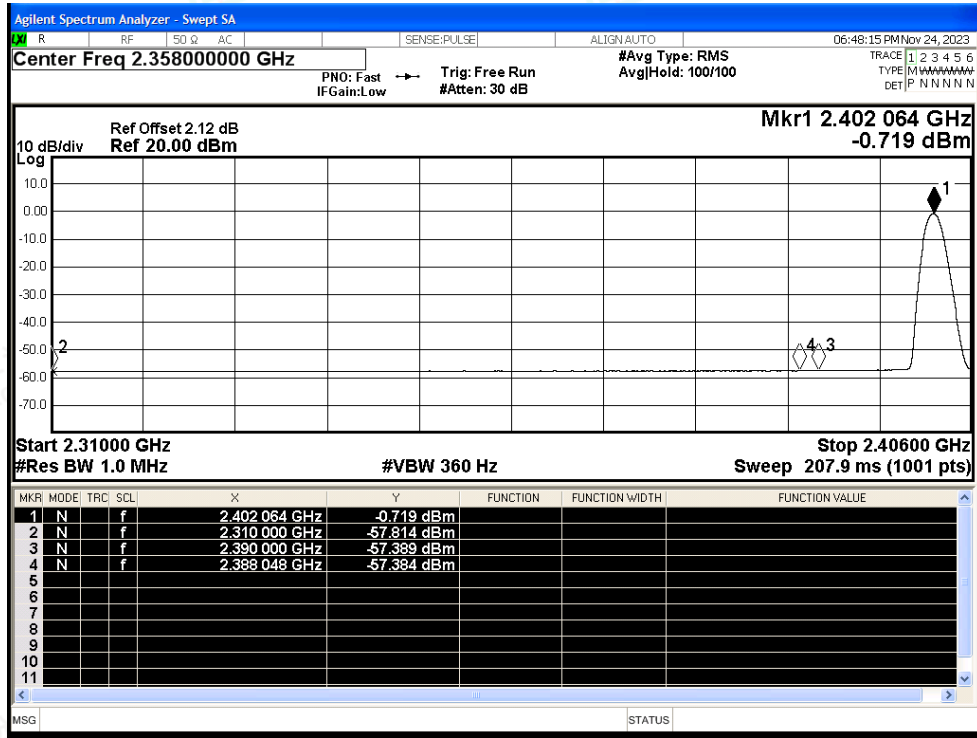 Agilent Spectrum Analyzer - Swept SA
LXI R RF 50 Ω AC SENSE:PULSE ALIGN AUTO 06:48:15 PM Nov 24, 2023
Center Freq 2.358000000 GHz
PNO: Fast
IFGain:Low
Trig: Free Run
#Atten: 30 dB
#Avg Type: RMS
Avg|Hold: 100/100
TRACE 1 2 3 4 5 6
TYPE M
DET P N N N N N
Mkr1 2.402 064 GHz
-0.719 dBm
Ref Offset 2.12 dB
10 dB/div Ref 20.00 dBm
Log
10.0
0.00
-10.0
-20.0
-30.0
-40.0
-50.0
-60.0
-70.0
1
2
4 3
Start 2.31000 GHz Stop 2.40600 GHz
#Res BW 1.0 MHz #VBW 360 Hz Sweep 207.9 ms (1001 pts)
MKR MODE TRC SCL X Y FUNCTION FUNCTION WIDTH FUNCTION VALUE
1 N f 2.402 064 GHz -0.719 dBm
2 N f 2.310 000 GHz -57.814 dBm
3 N f 2.390 000 GHz -57.389 dBm
4 N f 2.388 048 GHz -57.384 dBm
5
6
7
8
9
10
11
MSG STATUS